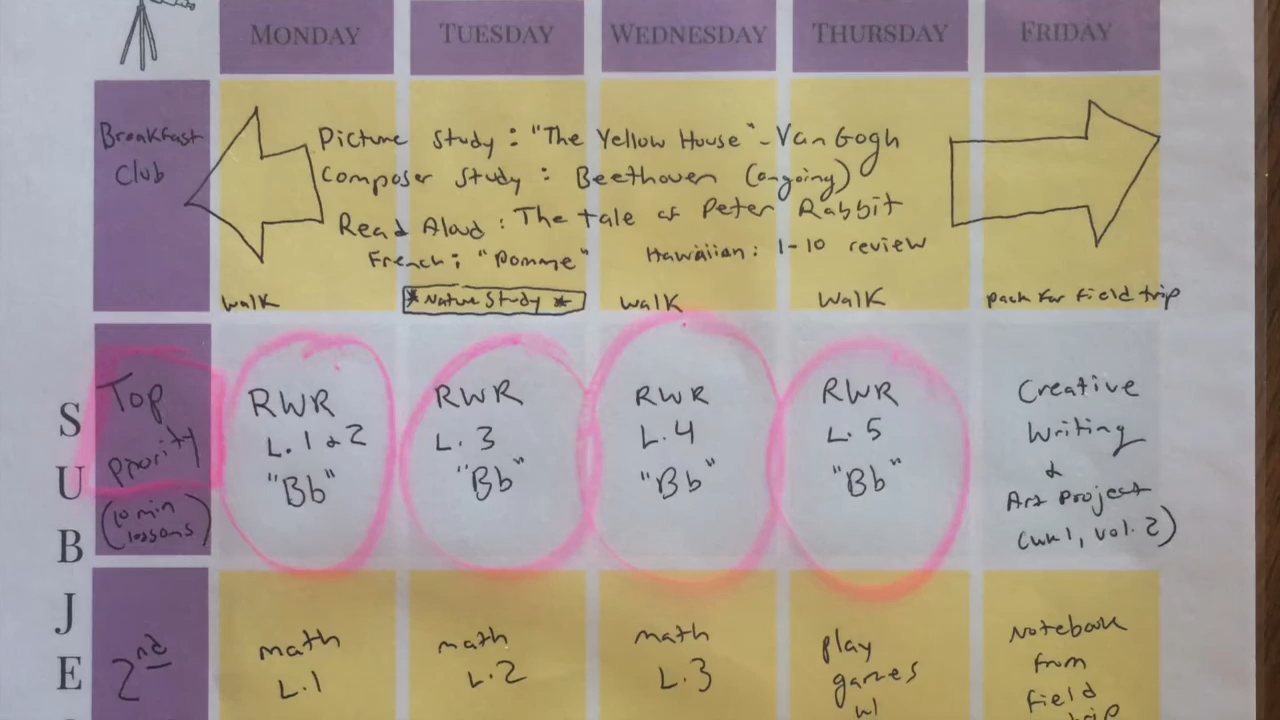 MONDAY TUESDAY WEDNESDAY THURSDAY FRIDAY
Breakfast
Club
Picture Study : "The Yellow House" - Van Gogh
Composer Study : Beethoven (ongoing)
Read Aloud : The tale of Peter Rabbit
French : "Pomme" Hawaiian : 1-10 review
walk * Nature Study * walk walk pack for field trip
Top
Priority
(10 min
lessons)
RWR
L. 1 & 2
"Bb"
RWR
L. 3
"Bb"
RWR
L. 4
"Bb"
RWR
L. 5
"Bb"
Creative
Writing
&
Art Project
(wk 1, vol. 2)
2nd
math
L.1
math
L.2
math
L.3
play
games
w/
Notebook
from
field
trip
S
U
B
J
E